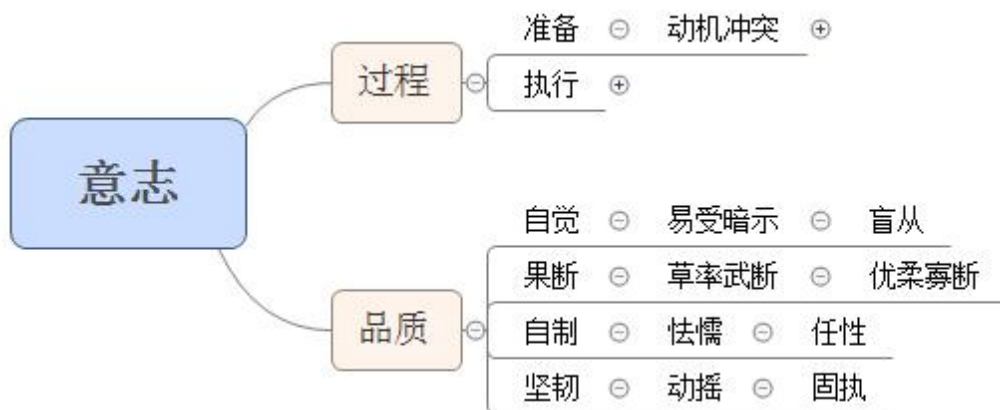 意志
过程
准备 动机冲突
执行
品质
自觉 易受暗示 盲从
果断 草率武断 优柔寡断
自制 怯懦 任性
坚韧 动摇 固执